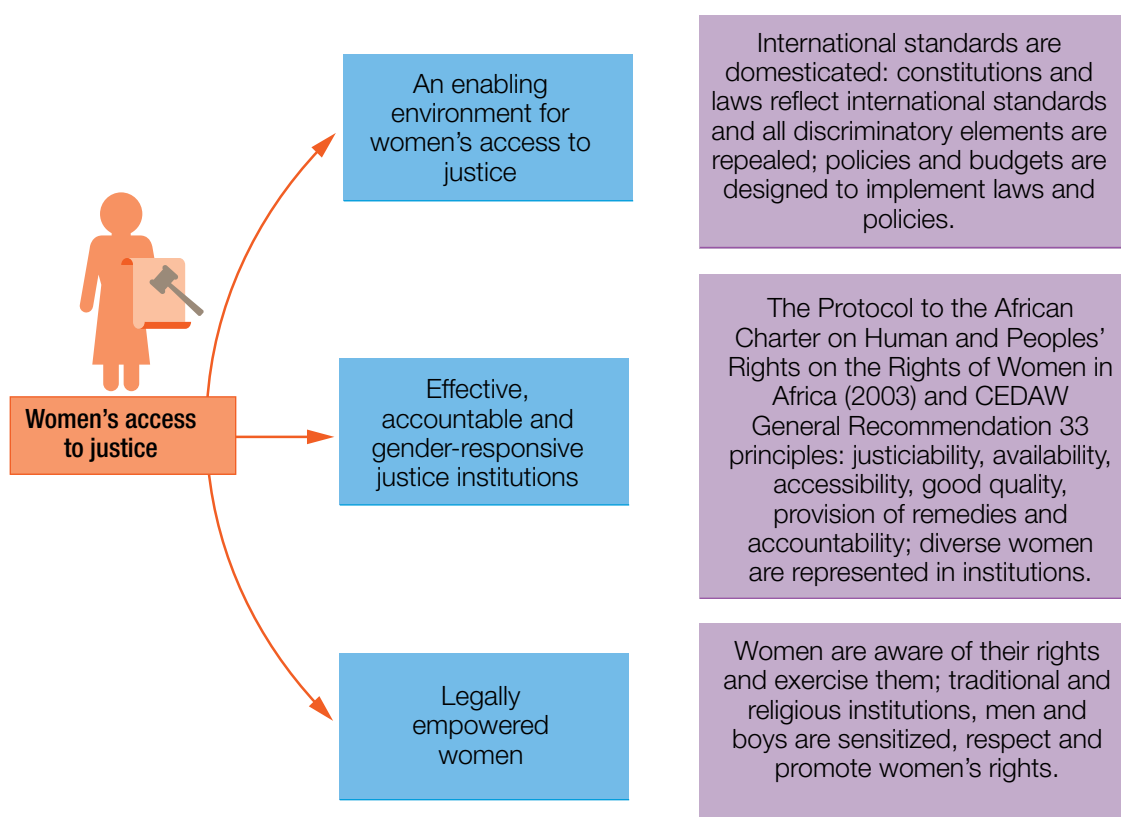 An enabling
environment for
women's access to
justice
International standards are
domesticated: constitutions and
laws reflect international standards
and all discriminatory elements are
repealed; policies and budgets are
designed to implement laws and
policies.
Women's access
to justice
Effective,
accountable and
gender-responsive
justice institutions
The Protocol to the African
Charter on Human and Peoples'
Rights on the Rights of Women in
Africa (2003) and CEDAW
General Recommendation 33
principles: justiciability, availability,
accessibility, good quality,
provision of remedies and
accountability; diverse women
are represented in institutions.
Legally
empowered
women
Women are aware of their rights
and exercise them; traditional and
religious institutions, men and
boys are sensitized, respect and
promote women's rights.